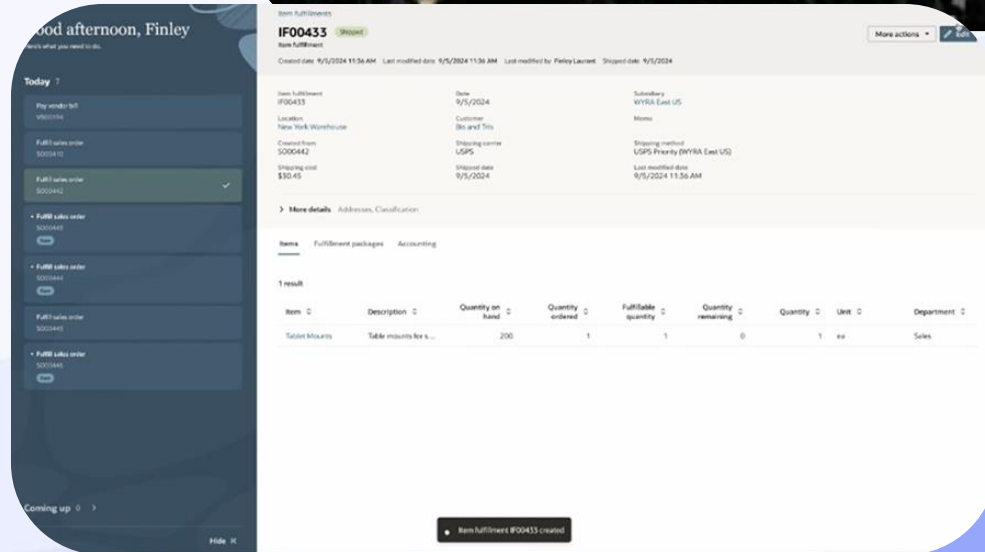 ood afternoon, Finley
Here's what you need to do.
Today 7
Pay vendor bill
Fulfill sales order
SO00410
Fulfill sales order
SO00442
Fulfill sales order
Fulfill sales order
SO00444
Fulfill sales order
SO00445
Fulfill sales order
SO00446
Coming up 0
Hide
Item fulfillments
IF00433 Shipped
Item fulfillment
More actions Edit
Created date 9/5/2024 11:36 AM Last modified date 9/5/2024 11:36 AM Last modified by Finley Laurent Shipped date 9/5/2024
Item fulfillment Date Subsidiary
IF00433 9/5/2024 WYRA East US
Location Customer Memo
New York Warehouse Bis and Tris
Created from Shipping carrier Shipping method
SO00442 USPS USPS Priority (WYRA East US)
Shipping cost Shipped date Last modified date
$30.45 9/5/2024 9/5/2024 11:36 AM
More details Addresses, Classification
Items Fulfillment packages Accounting
1 result
Item Description Quantity on hand Quantity ordered Fulfillable quantity Quantity remaining Quantity Unit Department
Tablet Mounts Table mounts for s... 200 1 1 0 1 ea Sales
Item fulfillment IF00433 created